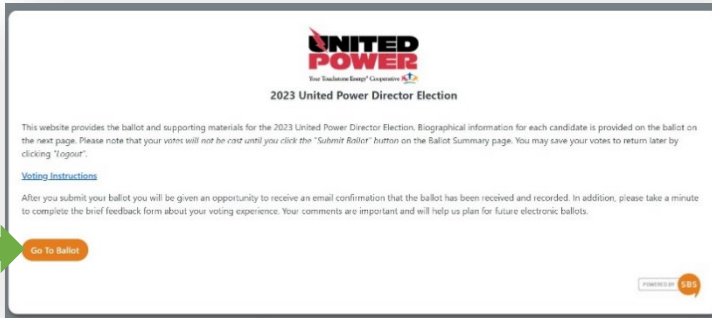 UNITED
POWER
Your Touchstone Energy® Cooperative
2023 United Power Director Election
This website provides the ballot and supporting materials for the 2023 United Power Director Election. Biographical information for each candidate is provided on the ballot on
the next page. Please note that your votes will not be cast until you click the "Submit Ballot" button on the Ballot Summary page. You may save your votes to return later by
clicking "Logout".
Voting Instructions
After you submit your ballot you will be given an opportunity to receive an email confirmation that the ballot has been received and recorded. In addition, please take a minute
to complete the brief feedback form about your voting experience. Your comments are important and will help us plan for future electronic ballots.
Go To Ballot
POWERED BY SBS